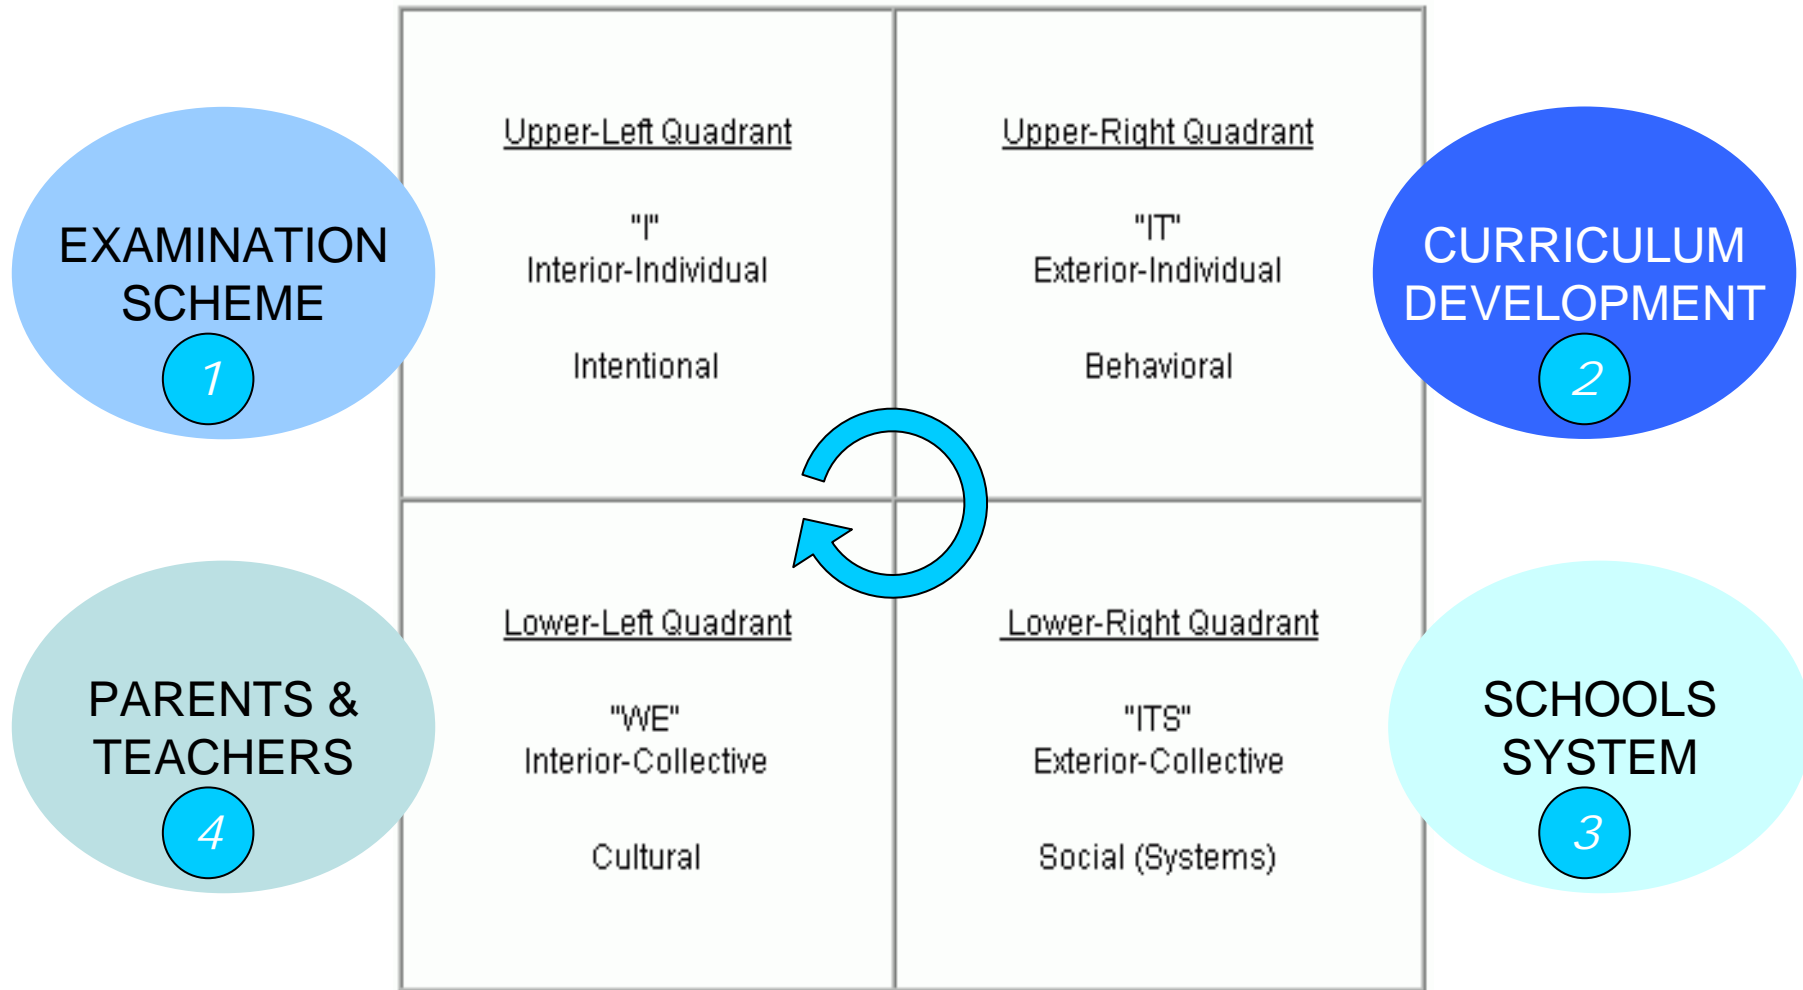 EXAMINATION
SCHEME
1
Upper-Left Quadrant
"I"
Interior-Individual
Intentional
Upper-Right Quadrant
"IT"
Exterior-Individual
Behavioral
CURRICULUM
DEVELOPMENT
2
PARENTS &
TEACHERS
4
Lower-Left Quadrant
"WE"
Interior-Collective
Cultural
Lower-Right Quadrant
"ITS"
Exterior-Collective
Social (Systems)
SCHOOLS
SYSTEM
3